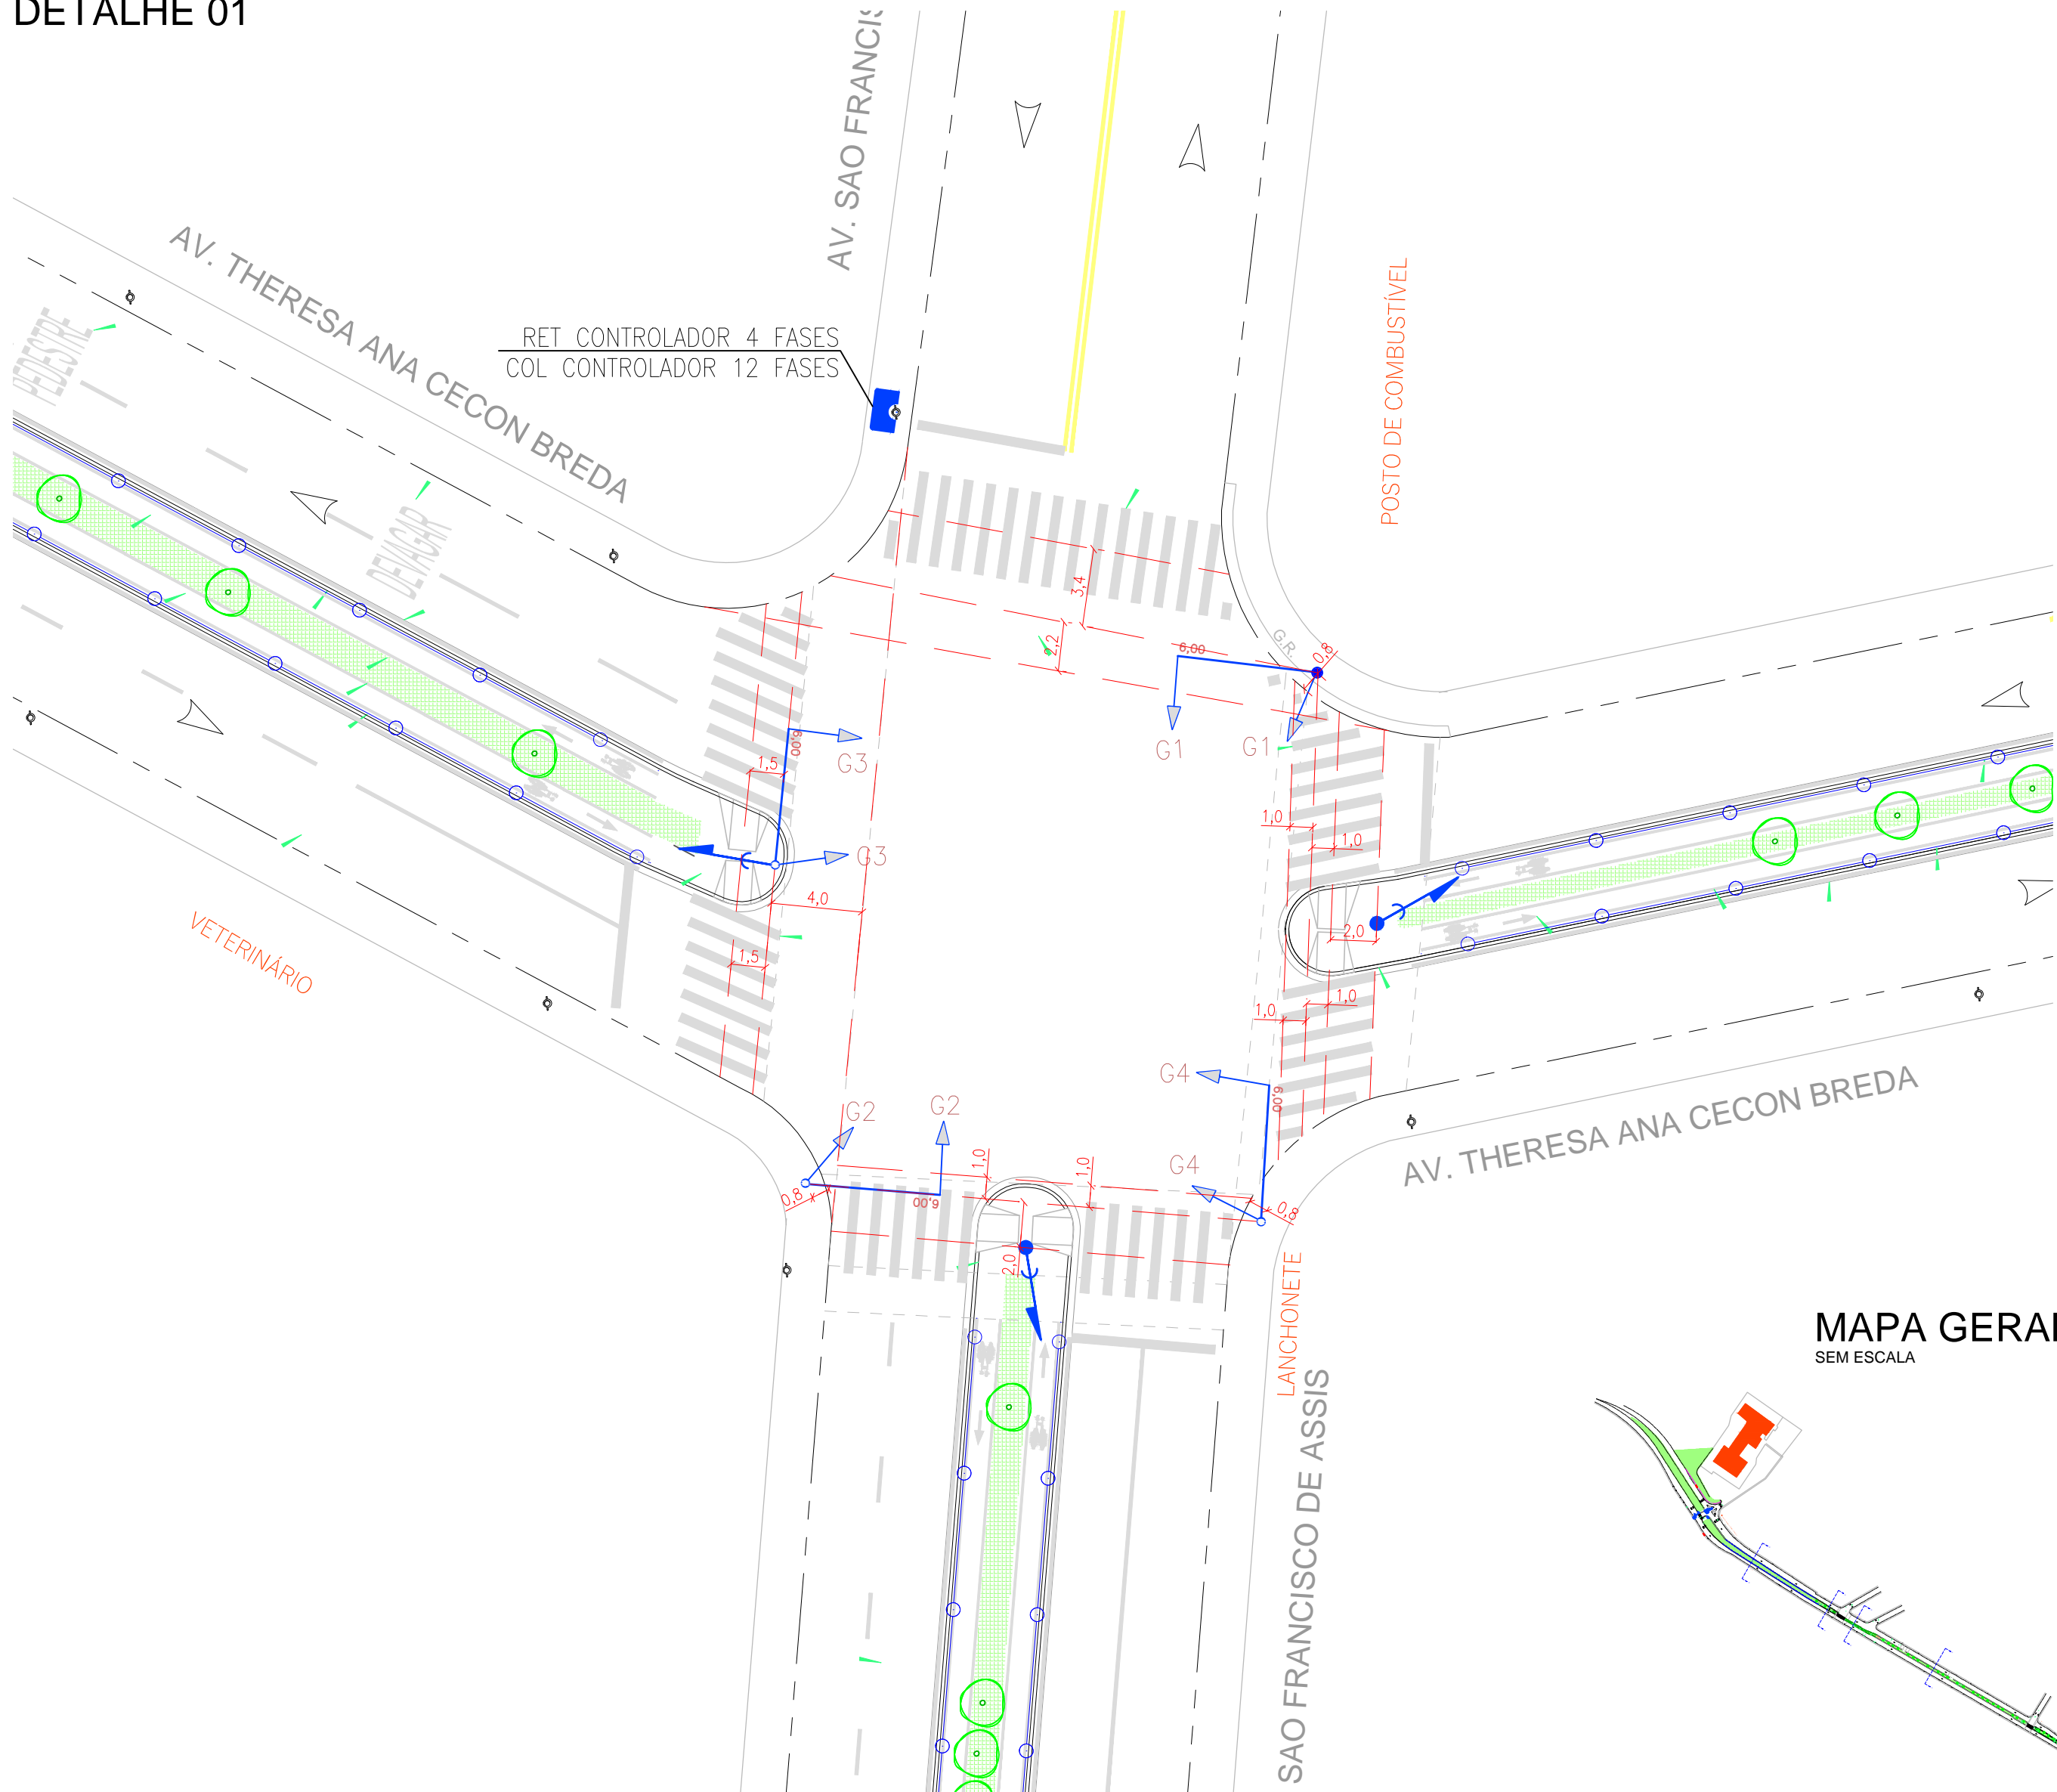 DETALHE 01
AV. SAO FRANCIS
AV. THERESA ANA CECON BREDA
RET CONTROLADOR 4 FASES
COL CONTROLADOR 12 FASES
POSTO DE COMBUSTÍVEL
PEDESTRE
DEVAGAR
3,4
2,2
6,00
G.R.
0,8
G1
G1
6,00
G3
1,5
G3
4,0
1,5
1,0
1,0
2,0
1,0
1,0
VETERINÁRIO
G4
6,00
G2
G2
1,0
1,0
G4
0,8
6,00
0,8
2,0
AV. THERESA ANA CECON BREDA
LANCHONETE
SAO FRANCISCO DE ASSIS
MAPA GERAL
SEM ESCALA